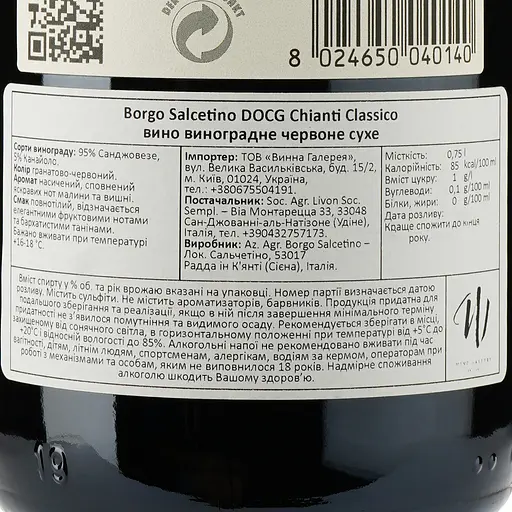 8 024650 040140
Borgo Salcetino DOCG Chianti Classico
вино виноградне червоне сухе
Сорти винограду: 95% Санджовезе,
5% Канайоло.
Колір гранатово-червоний.
Аромат насичений, сповнений
яскравих нот малини та вишні.
Смак повнотілий, відзначається
елегантними фруктовими нотами
та бархатистими танінами.
Бажано вживати при температурі
+16-18 °С.
Імпортер: ТОВ «Винна Галерея»,
вул. Велика Васильківська, буд. 15/2,
м. Київ, 01024, Україна,
тел.: +380675504191.
Постачальник: Soc. Agr. Livon Soc.
Sempl. – Віа Монтарецца 33, 33048
Сан-Джованні-аль-Натізоне (Удіне),
Італія, тел. +390432757173.
Виробник: Az. Agr. Borgo Salcetino –
Лок. Сальчетіно, 53017
Радда ін К'янті (Сієна), Італія.
Місткість: 0,75 l
Калорійність: 85 kcal/100 ml
Вміст цукру: 1 g/l
Вуглеводи: 0,1 g/100 ml
Білки, жири: 0 g/100 ml
Дата розливу:
Краще спожити до кінця
року.
Вміст спирту у % об. та рік врожаю вказані на упаковці. Номер партії визначається датою
розливу. Містить сульфіти. Не містить ароматизаторів, барвників. Продукція придатна для
подальшого зберігання та реалізації, якщо в ній після завершення мінімального терміну
придатності не з'явилося помутніння та видимого осаду. Рекомендується зберігати в місці,
захищеному від сонячного світла, в горизонтальному положенні при температурі від +5°С до
+20°С і відносній вологості до 85%. Алкогольні напої не рекомендовано вживати під час
вагітності, дітям, літнім людям, спортсменам, алергікам, водіям за кермом, операторам при
роботі з механізмами та особам, яким не виповнилося 18 років. Надмірне споживання
алкоголю шкодить Вашому здоров'ю.
19